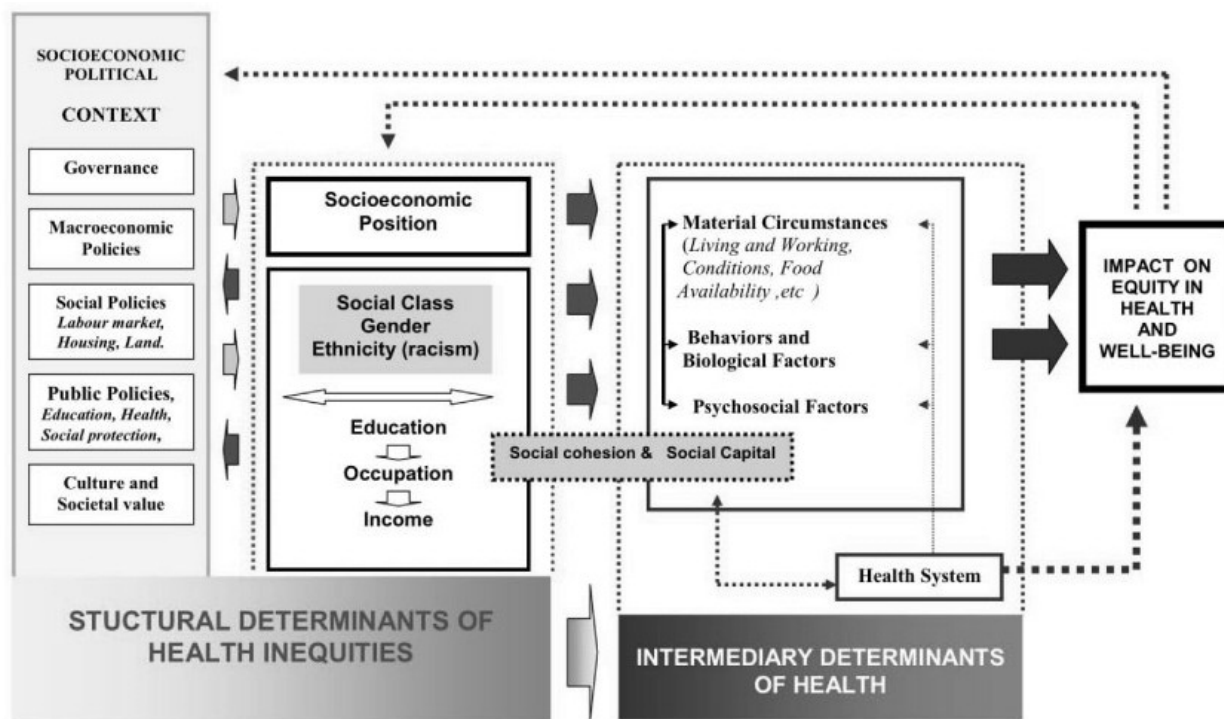 SOCIOECONOMIC
POLITICAL
CONTEXT
Governance
Macroeconomic
Policies
Social Policies
Labour market,
Housing, Land.
Public Policies,
Education, Health,
Social protection,
Culture and
Societal value
Socioeconomic
Position
Social Class
Gender
Ethnicity (racism)
Education
Occupation
Income
Social cohesion & Social Capital
Material Circumstances
(Living and Working,
Conditions, Food
Availability ,etc )
Behaviors and
Biological Factors
Psychosocial Factors
Health System
IMPACT ON
EQUITY IN
HEALTH
AND
WELL-BEING
STUCTURAL DETERMINANTS OF
HEALTH INEQUITIES
INTERMEDIARY DETERMINANTS
OF HEALTH